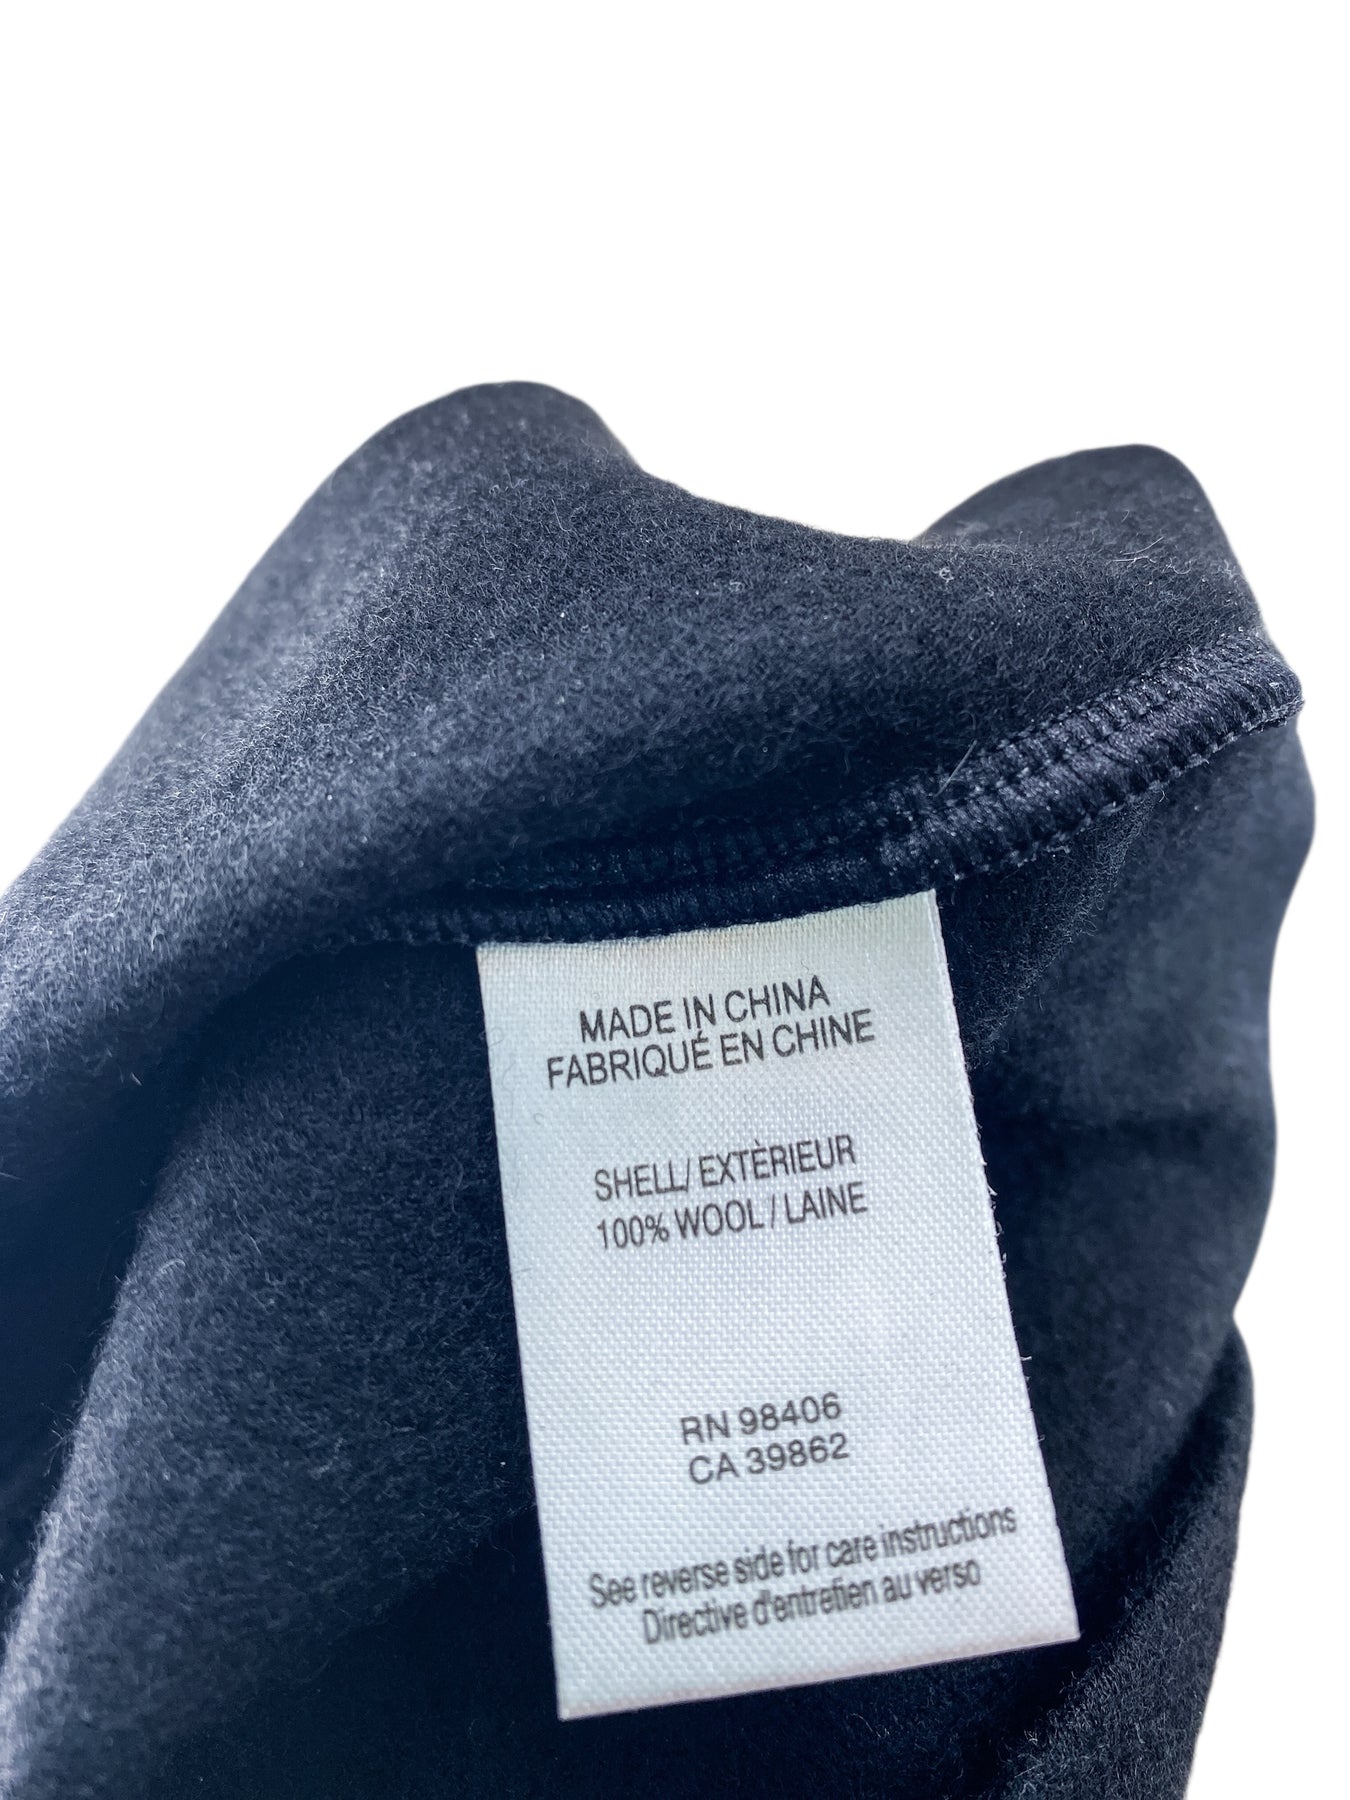 MADE IN CHINA
FABRIQUÉ EN CHINE
SHELL/EXTÈRIEUR
100% WOOL/LAINE
RN 98406
CA 39862
See reverse side for care instructions
Directive d'entretien au verso